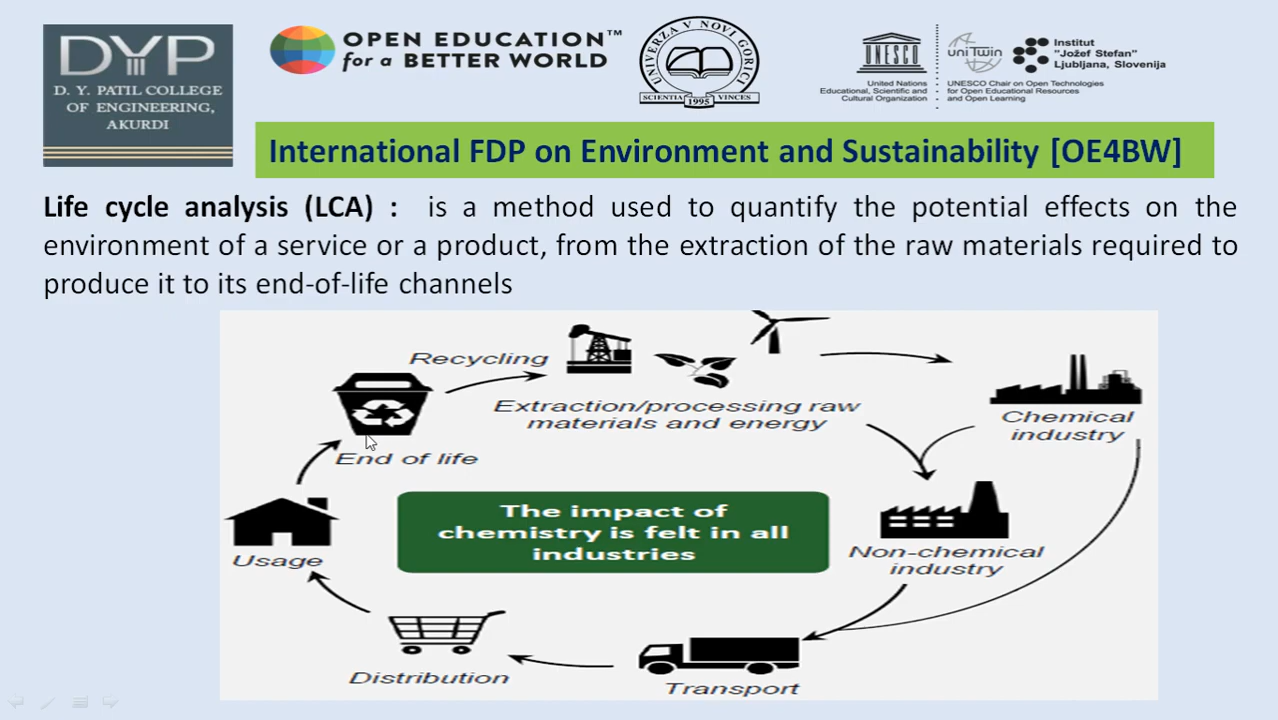 DYP
D. Y. PATIL COLLEGE
OF ENGINEERING,
AKURDI
OPEN EDUCATION™
for a BETTER WORLD
UNIVERZA V NOVI GORICI
SCIENTIA VINCES
1995
UNESCO
United Nations
Educational, Scientific and
Cultural Organization
uniTwin
Institut
"Jožef Stefan"
Ljubljana, Slovenija
UNESCO Chair on Open Technologies
for Open Educational Resources
and Open Learning
International FDP on Environment and Sustainability [OE4BW]
Life cycle analysis (LCA) : is a method used to quantify the potential effects on the
environment of a service or a product, from the extraction of the raw materials required to
produce it to its end-of-life channels
Recycling
Extraction/processing raw
materials and energy
Chemical
industry
End of life
The impact of
chemistry is felt in all
industries
Non-chemical
industry
Usage
Distribution
Transport